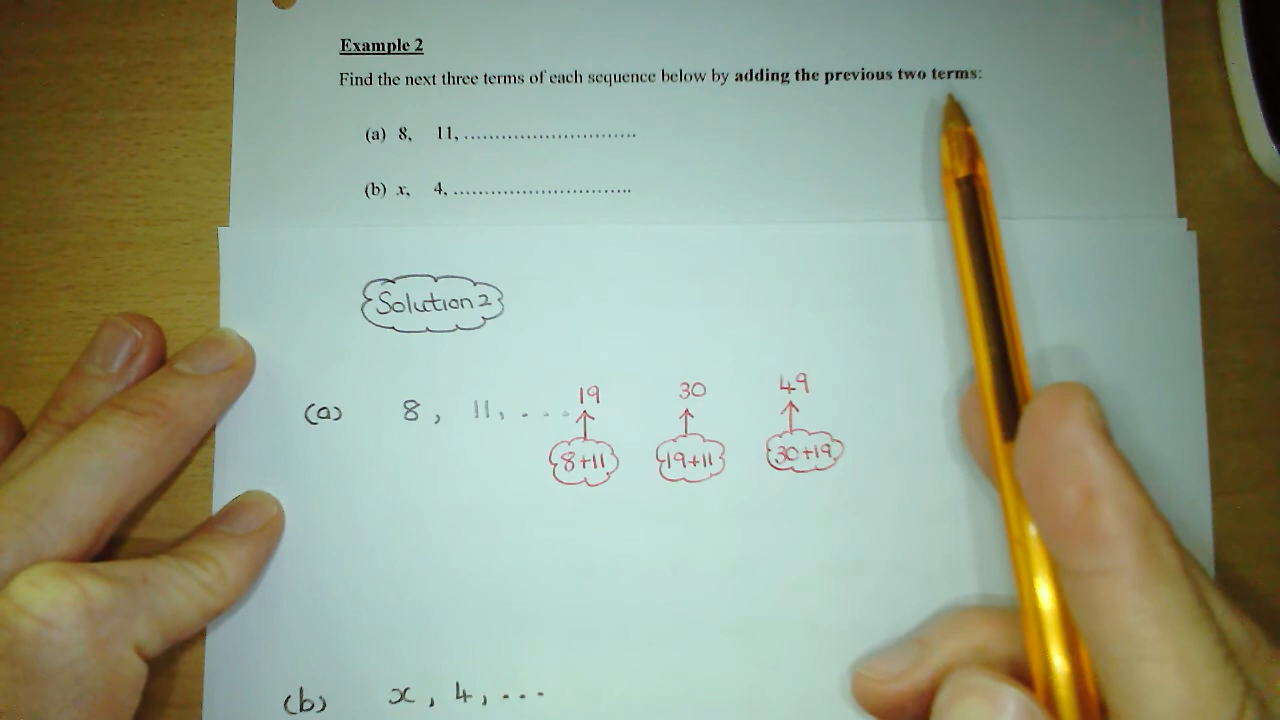 Example 2
Find the next three terms of each sequence below by adding the previous two terms:
(a) 8, 11, ............................
(b) x, 4, .............................
Solution 2
(a) 8, 11, ... 19 30 49
8+11 19+11 30+19
(b) x, 4, ...